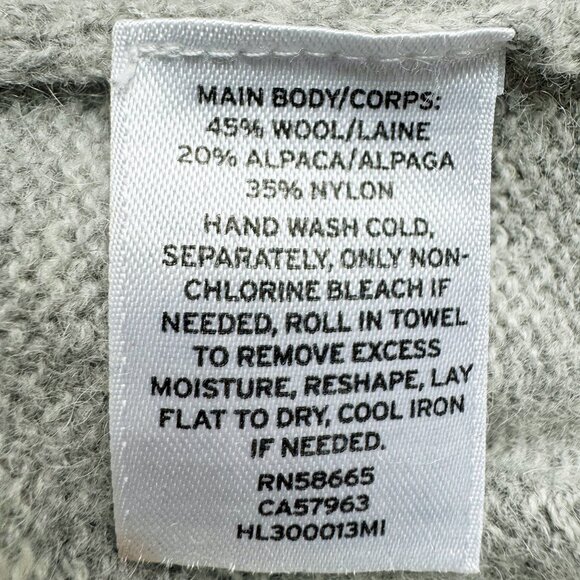 MAIN BODY/CORPS:
45% WOOL/LAINE
20% ALPACA/ALPAGA
35% NYLON
HAND WASH COLD,
SEPARATELY, ONLY NON-
CHLORINE BLEACH IF
NEEDED, ROLL IN TOWEL
TO REMOVE EXCESS
MOISTURE, RESHAPE, LAY
FLAT TO DRY, COOL IRON
IF NEEDED.
RN58665
CA57963
HL300013MI